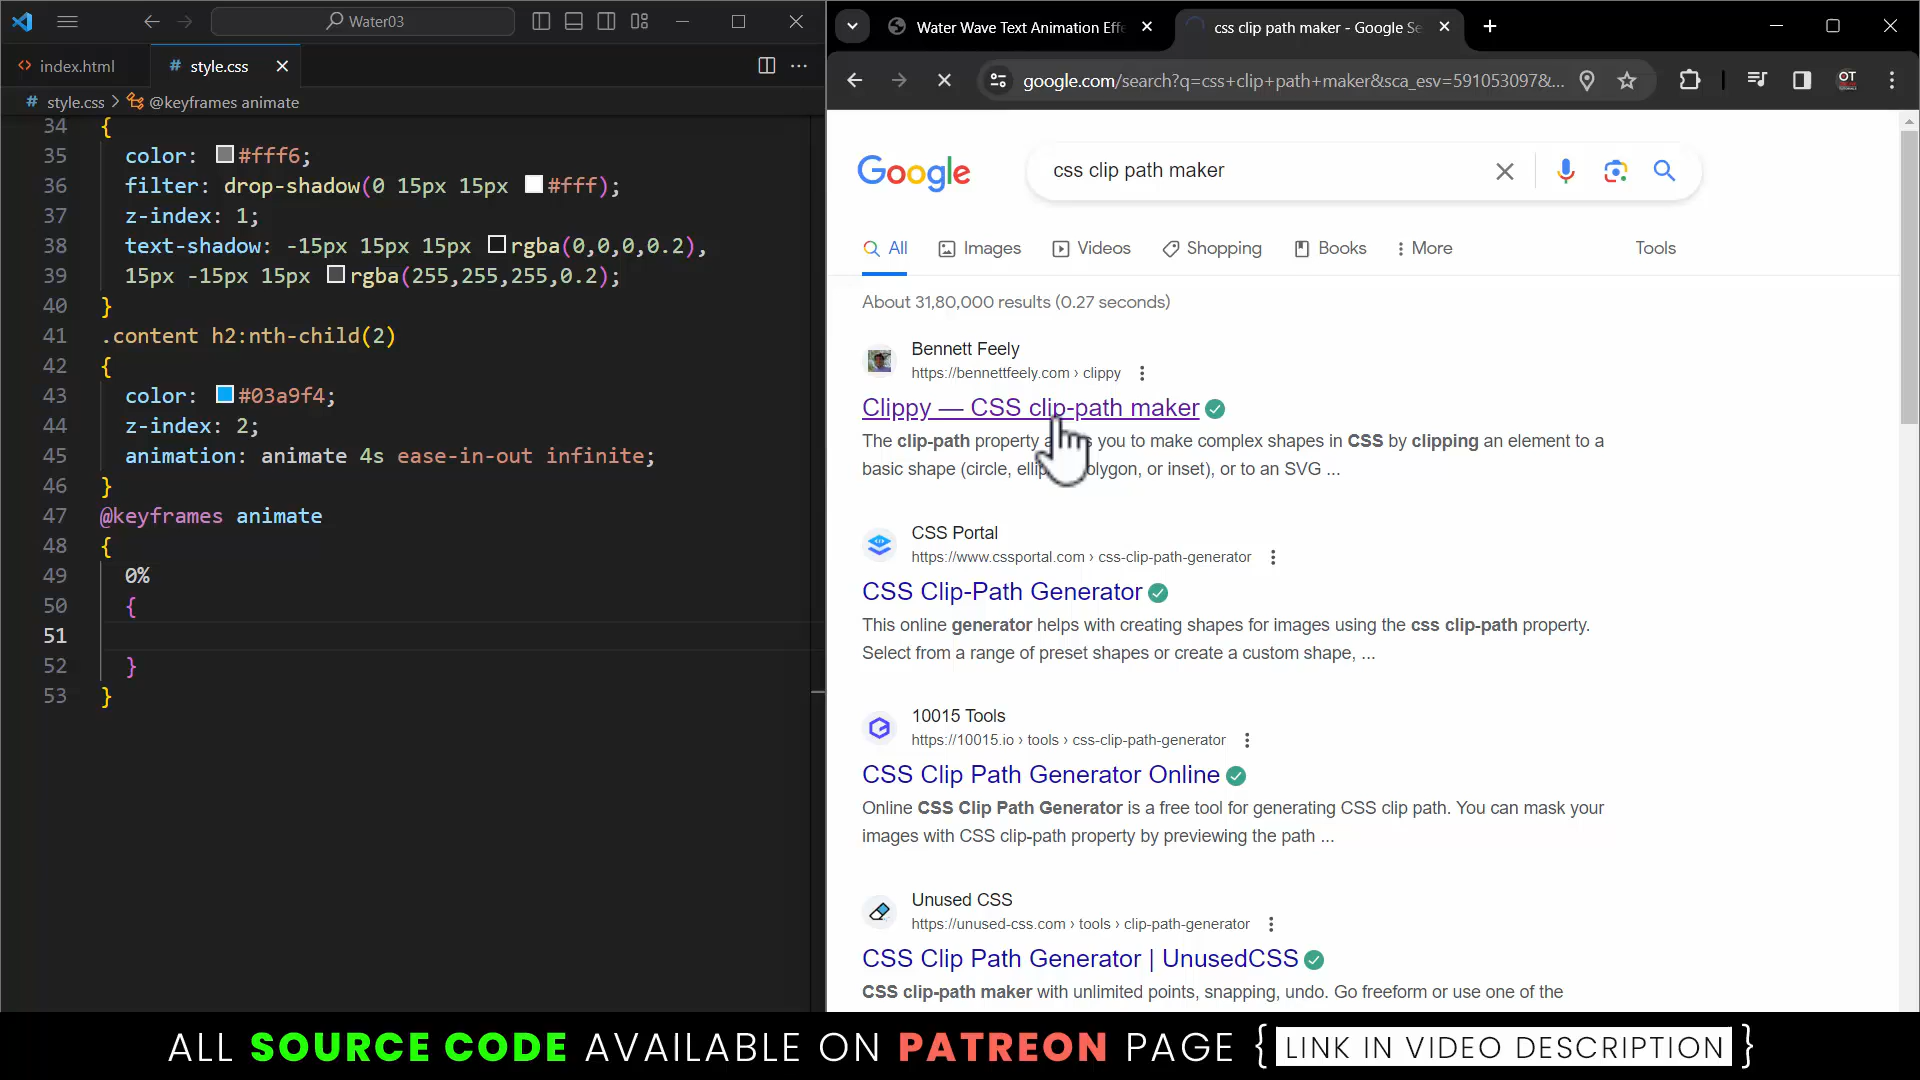 Water03
index.html
# style.css
# style.css > @keyframes animate
34 {
35 color: #fff6;
36 filter: drop-shadow(0 15px 15px #fff);
37 z-index: 1;
38 text-shadow: -15px 15px 15px rgba(0,0,0,0.2),
39 15px -15px 15px rgba(255,255,255,0.2);
40 }
41 .content h2:nth-child(2)
42 {
43 color: #03a9f4;
44 z-index: 2;
45 animation: animate 4s ease-in-out infinite;
46 }
47 @keyframes animate
48 {
49 0%
50 {
51
52 }
53 }
Water Wave Text Animation Effe
css clip path maker - Google Se
google.com/search?q=css+clip+path+maker&sca_esv=591053097&...
OT
Google
css clip path maker
All
Images
Videos
Shopping
Books
More
Tools
About 31,80,000 results (0.27 seconds)
Bennett Feely
https://bennettfeely.com › clippy
Clippy — CSS clip-path maker
The clip-path property you to make complex shapes in CSS by clipping an element to a
basic shape (circle, or inset), or to an SVG ...
CSS Portal
https://www.cssportal.com › css-clip-path-generator
CSS Clip-Path Generator
This online generator helps with creating shapes for images using the css clip-path property.
Select from a range of preset shapes or create a custom shape, ...
10015 Tools
https://10015.io › tools › css-clip-path-generator
CSS Clip Path Generator Online
Online CSS Clip Path Generator is a free tool for generating CSS clip path. You can mask your
images with CSS clip-path property by previewing the path ...
Unused CSS
https://unused-css.com › tools › clip-path-generator
CSS Clip Path Generator | UnusedCSS
CSS clip-path maker with unlimited points, snapping, undo. Go freeform or use one of the
ALL SOURCE CODE AVAILABLE ON PATREON PAGE { LINK IN VIDEO DESCRIPTION }